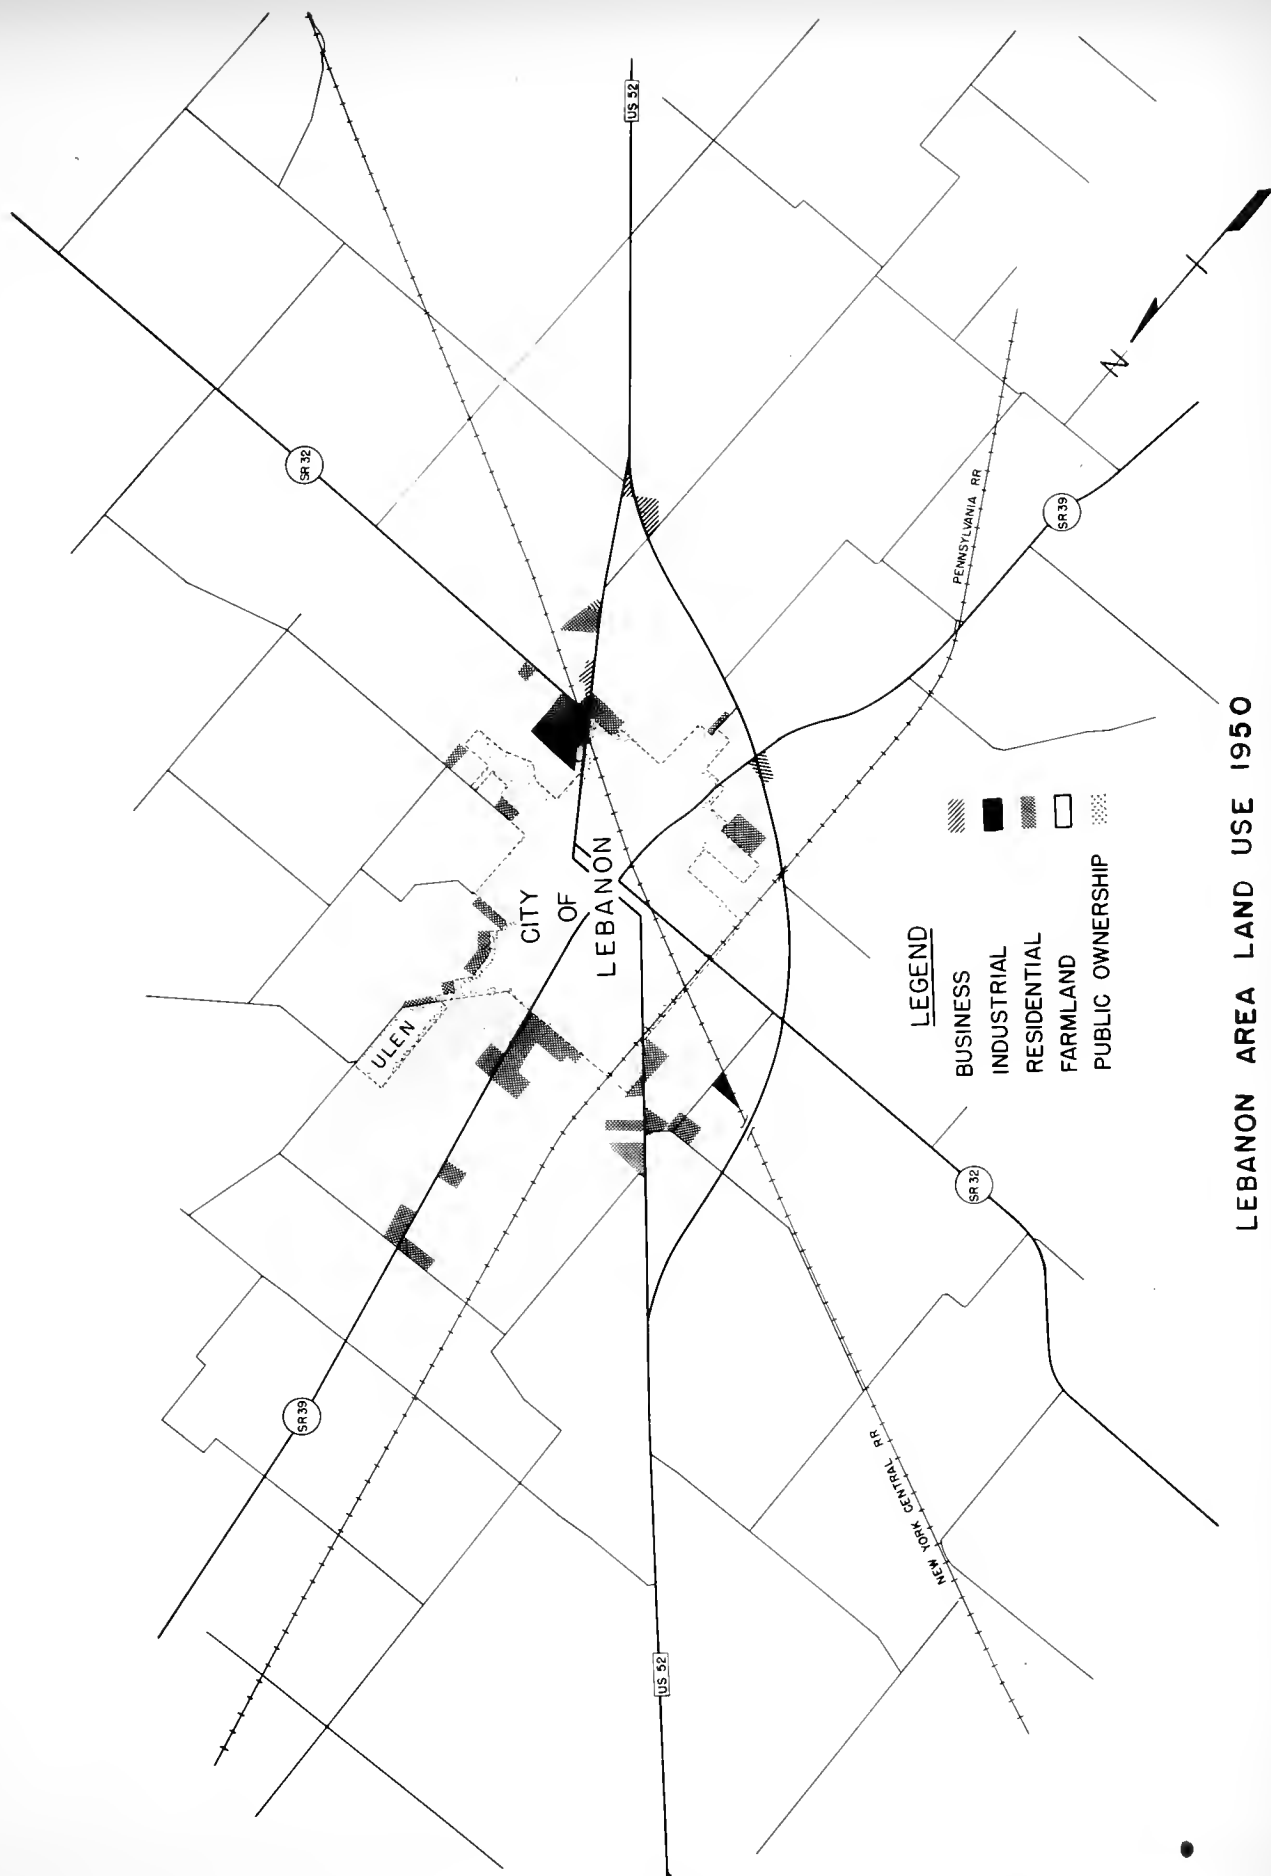 US 52
SR 32
PENNSYLVANIA RR
SR 39
N
CITY
OF
LEBANON
ULEN
SR 39
SR 32
NEW YORK CENTRAL RR
US 52
LEGEND
BUSINESS
INDUSTRIAL
RESIDENTIAL
FARMLAND
PUBLIC OWNERSHIP
LEBANON AREA LAND USE 1950